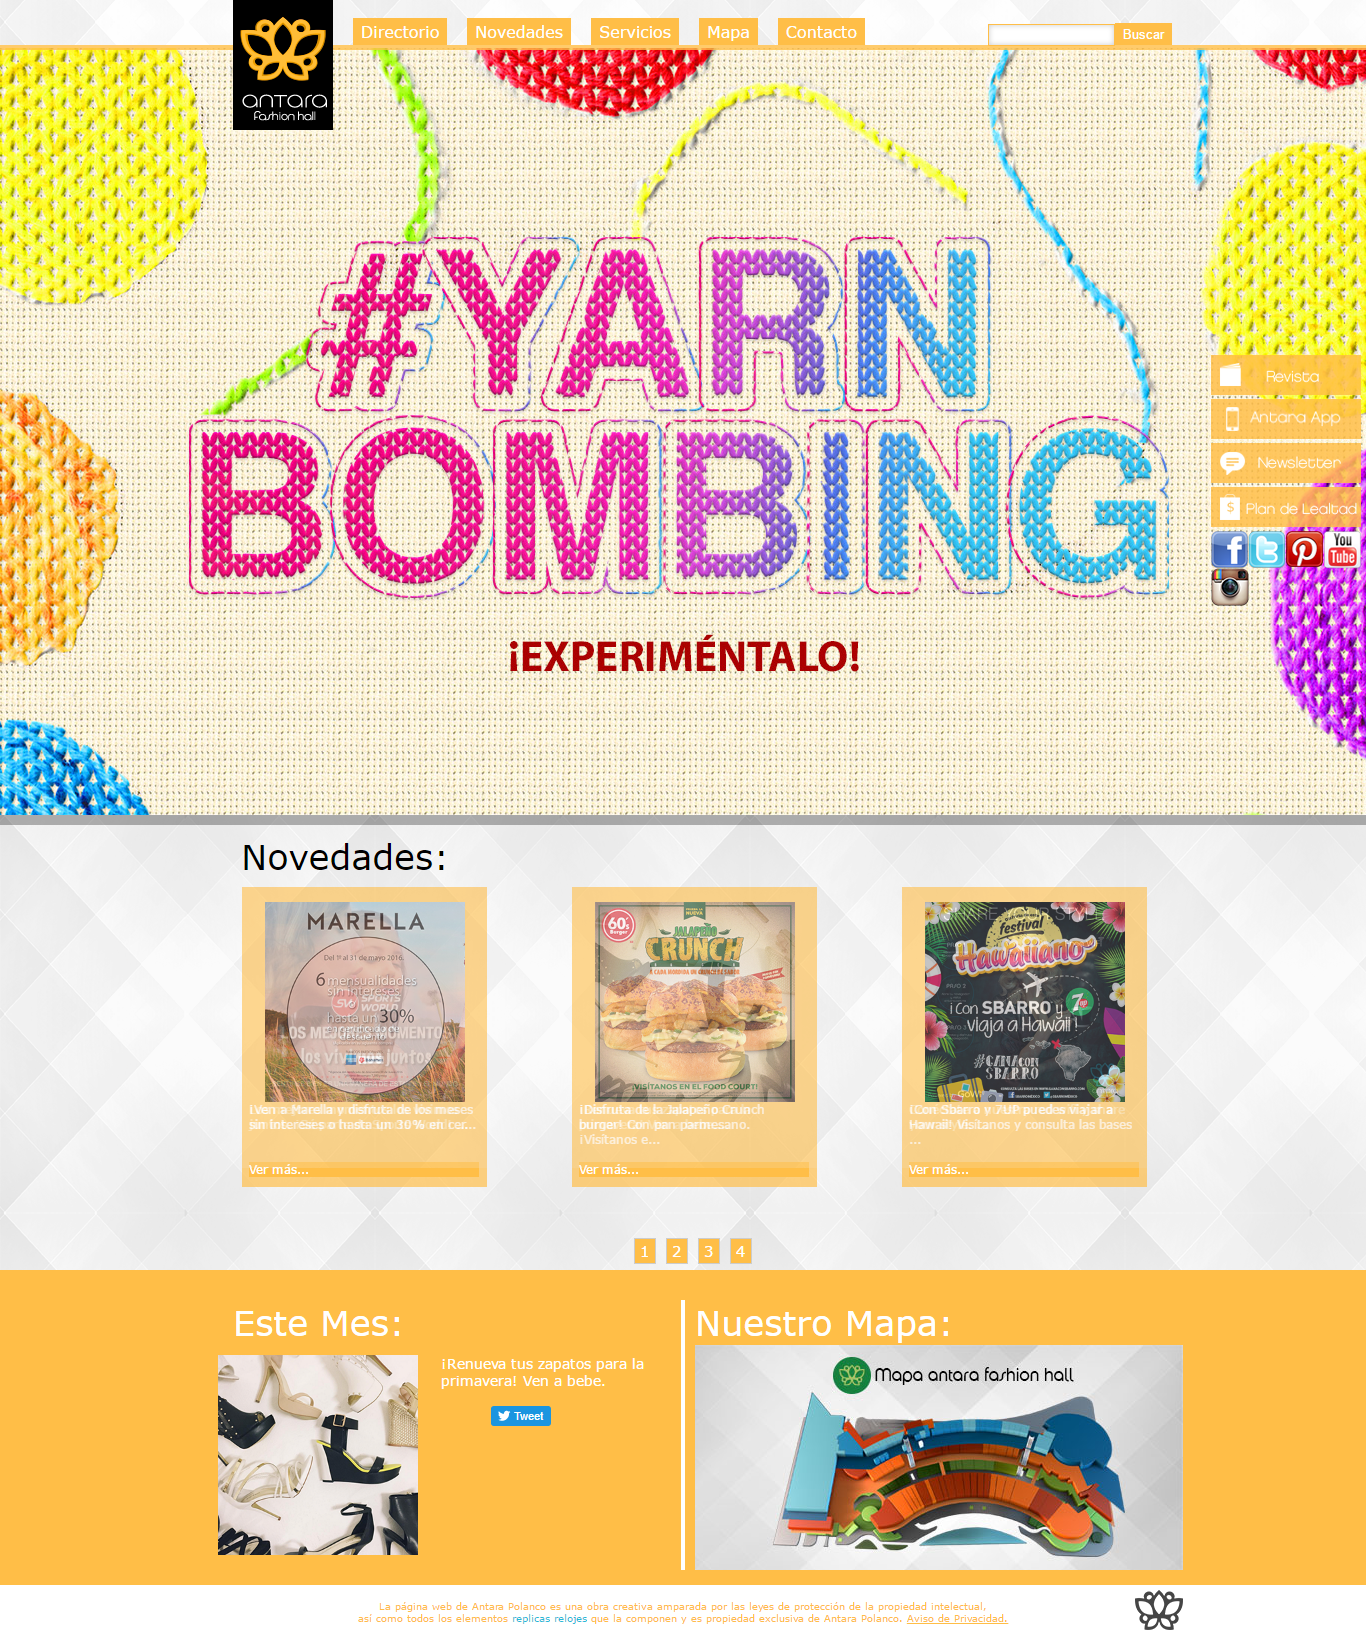 antara
fashion hall
Directorio
Novedades
Servicios
Mapa
Contacto
Buscar
#YARN
BOMBING
¡EXPERIMÉNTALO!
Revista
Antara App
Newsletter
$
Plan de Lealtad
You
Tube
Novedades:
MARELLA
Del 1º al 31 de mayo 2016.
6 mensualidades
sin intereses
SPORTS
WORLD
hasta un 30%
LOS MEJORES MOMENTOS
los vivimos juntos
Ven a Marella y disfruta de los meses
sin intereses o hasta un 30% en cer...
Ver más...
60's
Burger
NUEVA
JALAPEÑO
CRUNCH
¡VISÍTANOS EN EL FOOD COURT!
¡Disfruta de la Jalapeño Crunch
burger! Con pan parmesano.
¡Visítanos e...
Ver más...
festival
Hawaiiano
¡Con SBARRO y
7up
viaja a Hawaii!
#GANACON
SBARRO
¡Con Sbarro y 7UP puedes viajar a
Hawaii! Visítanos y consulta las bases
...
Ver más...
1
2
3
4
Este Mes:
¡Renueva tus zapatos para la
primavera! Ven a bebe.
Tweet
Nuestro Mapa:
Mapa antara fashion hall
La página web de Antara Polanco es una obra creativa amparada por las leyes de protección de la propiedad intelectual,
así como todos los elementos replicas relojes que la componen y es propiedad exclusiva de Antara Polanco. Aviso de Privacidad.